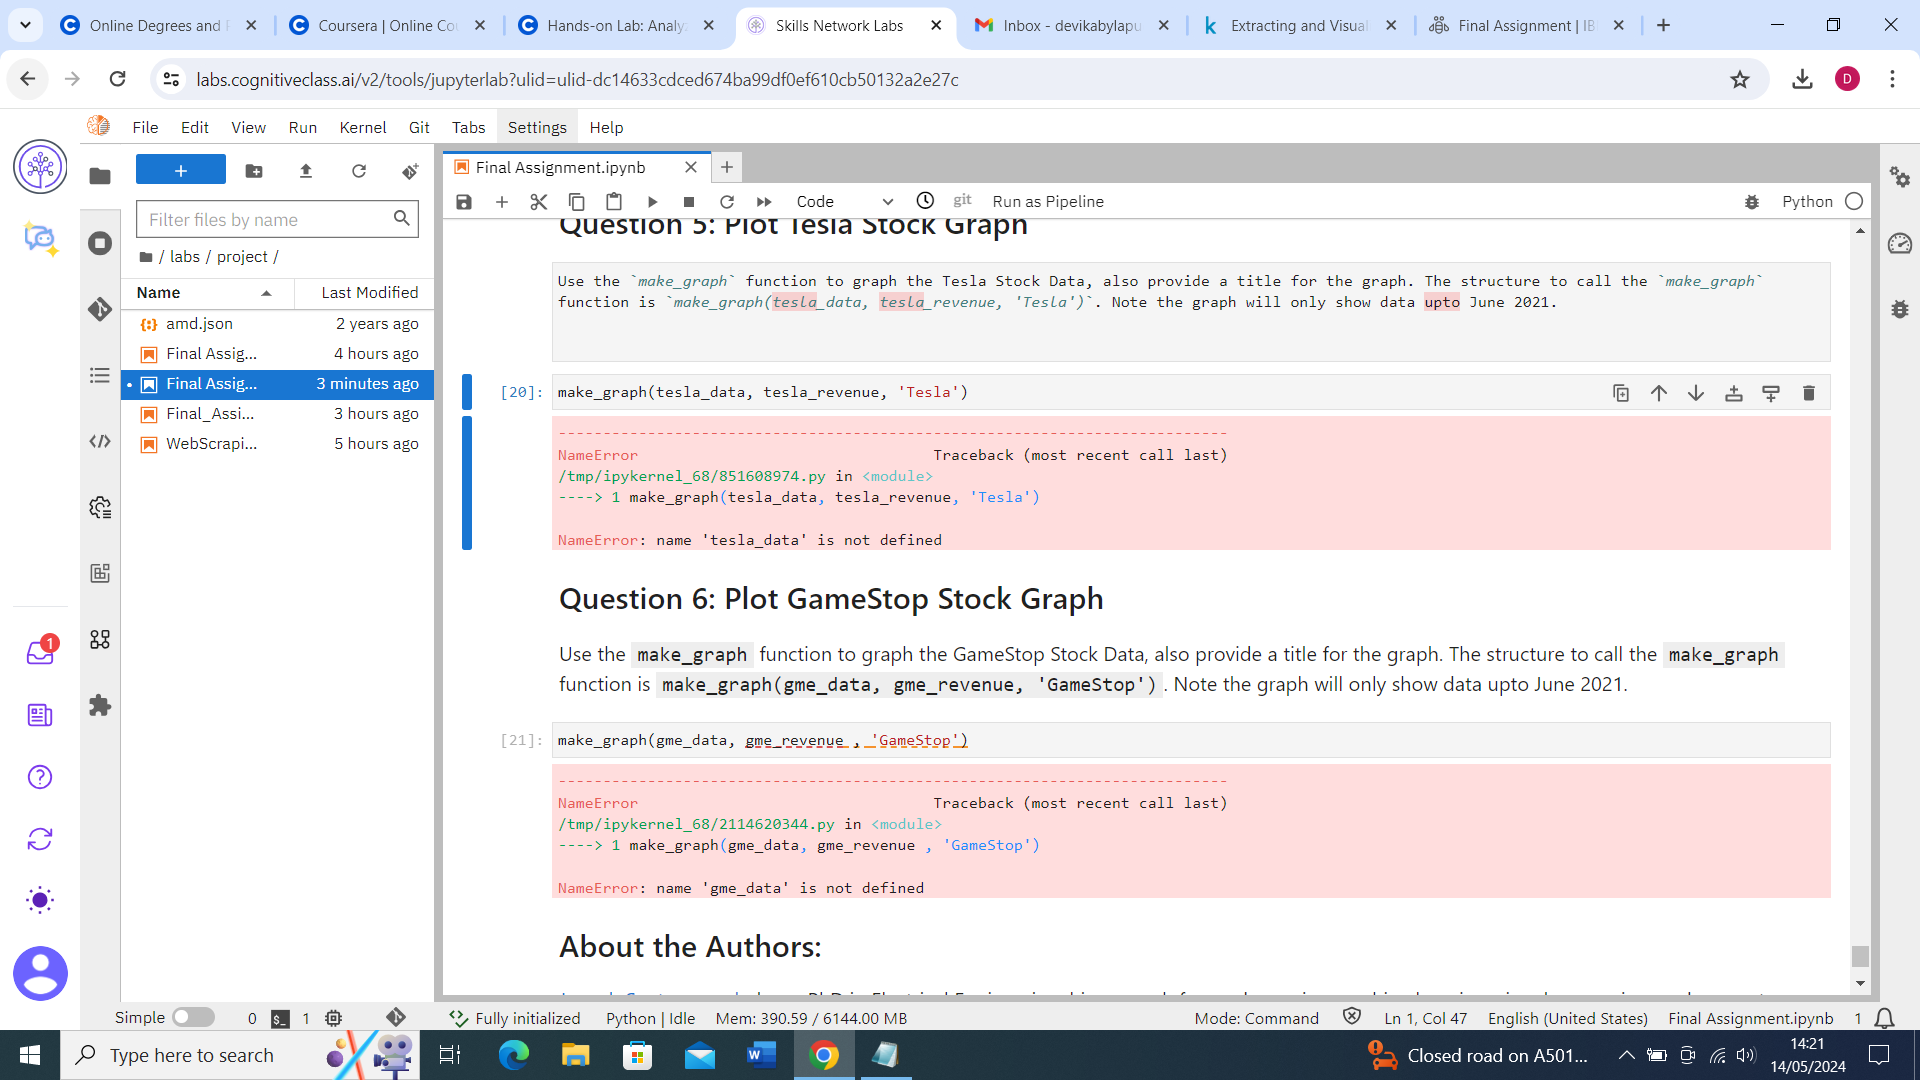 Online Degrees and F
Coursera | Online Cou
Hands-on Lab: Analyz
Skills Network Labs
Inbox - devikabylapu
Extracting and Visual
Final Assignment | IB
labs.cognitiveclass.ai/v2/tools/jupyterlab?ulid=ulid-dc14633cdced674ba99df0ef610cb50132a2e27c
D
File Edit View Run Kernel Git Tabs Settings Help
Final Assignment.ipynb
Code
git
Run as Pipeline
Python
Filter files by name
/ labs / project /
Name Last Modified
amd.json 2 years ago
Final Assig... 4 hours ago
Final Assig... 3 minutes ago
Final_Assi... 3 hours ago
WebScrapi... 5 hours ago
Question 5: Plot Tesla Stock Graph
Use the `make_graph` function to graph the Tesla Stock Data, also provide a title for the graph. The structure to call the `make_graph`
function is `make_graph(tesla_data, tesla_revenue, 'Tesla')`. Note the graph will only show data upto June 2021.
[20]: make_graph(tesla_data, tesla_revenue, 'Tesla')
---------------------------------------------------------------------------
NameError Traceback (most recent call last)
/tmp/ipykernel_68/851608974.py in <module>
----> 1 make_graph(tesla_data, tesla_revenue, 'Tesla')
NameError: name 'tesla_data' is not defined
Question 6: Plot GameStop Stock Graph
Use the make_graph function to graph the GameStop Stock Data, also provide a title for the graph. The structure to call the make_graph
function is make_graph(gme_data, gme_revenue, 'GameStop') . Note the graph will only show data upto June 2021.
[21]: make_graph(gme_data, gme_revenue , 'GameStop')
---------------------------------------------------------------------------
NameError Traceback (most recent call last)
/tmp/ipykernel_68/2114620344.py in <module>
----> 1 make_graph(gme_data, gme_revenue , 'GameStop')
NameError: name 'gme_data' is not defined
About the Authors:
1
Simple 0 1 Fully initialized Python | Idle Mem: 390.59 / 6144.00 MB Mode: Command Ln 1, Col 47 English (United States) Final Assignment.ipynb 1
Type here to search
Closed road on A501...
14:21
14/05/2024